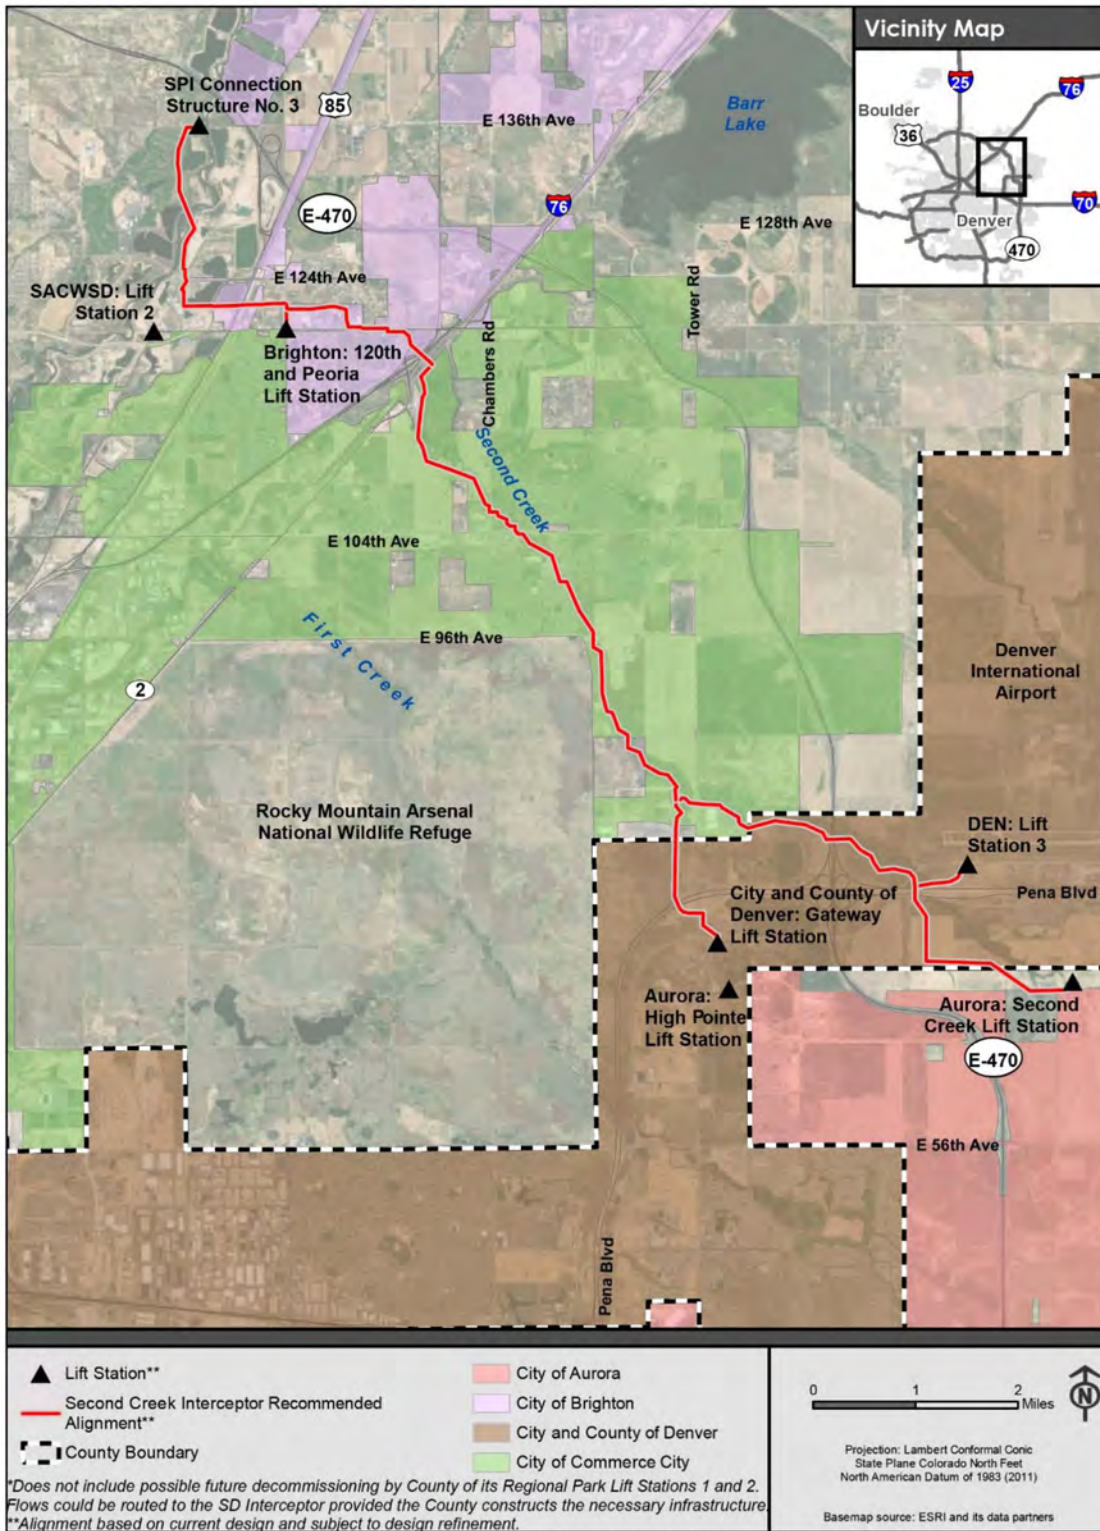 Vicinity Map
25
76
Boulder
36
70
Denver
470
SPI Connection
Structure No. 3
85
E 136th Ave
Barr
Lake
E-470
76
E 128th Ave
E 124th Ave
SACWSD: Lift
Station 2
Tower Rd
Brighton: 120th
and Peoria
Lift Station
Chambers Rd
Second Creek
E 104th Ave
First Creek
E 96th Ave
Denver
International
Airport
2
Rocky Mountain Arsenal
National Wildlife Refuge
DEN: Lift
Station 3
City and County of
Denver: Gateway
Lift Station
Pena Blvd
Aurora:
High Pointe
Lift Station
Aurora: Second
Creek Lift Station
E-470
E 56th Ave
Pena Blvd
Lift Station**
Second Creek Interceptor Recommended
Alignment**
County Boundary
City of Aurora
City of Brighton
City and County of Denver
City of Commerce City
*Does not include possible future decommissioning by County of its Regional Park Lift Stations 1 and 2.
Flows could be routed to the SD Interceptor provided the County constructs the necessary infrastructure.
**Alignment based on current design and subject to design refinement.
0 1 2
Miles
N
Projection: Lambert Conformal Conic
State Plane Colorado North Feet
North American Datum of 1983 (2011)
Basemap source: ESRI and its data partners